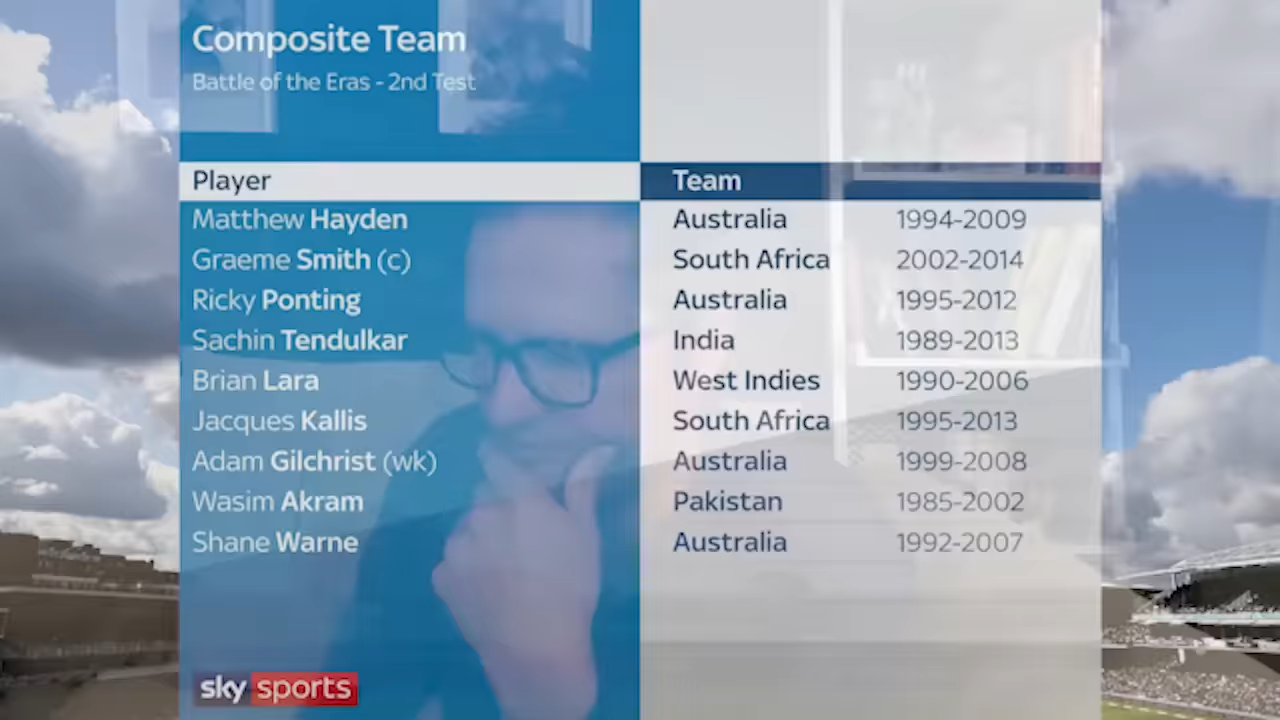 Composite Team
Battle of the Eras - 2nd Test
Player Team
Matthew Hayden Australia 1994-2009
Graeme Smith (c) South Africa 2002-2014
Ricky Ponting Australia 1995-2012
Sachin Tendulkar India 1989-2013
Brian Lara West Indies 1990-2006
Jacques Kallis South Africa 1995-2013
Adam Gilchrist (wk) Australia 1999-2008
Wasim Akram Pakistan 1985-2002
Shane Warne Australia 1992-2007
sky sports